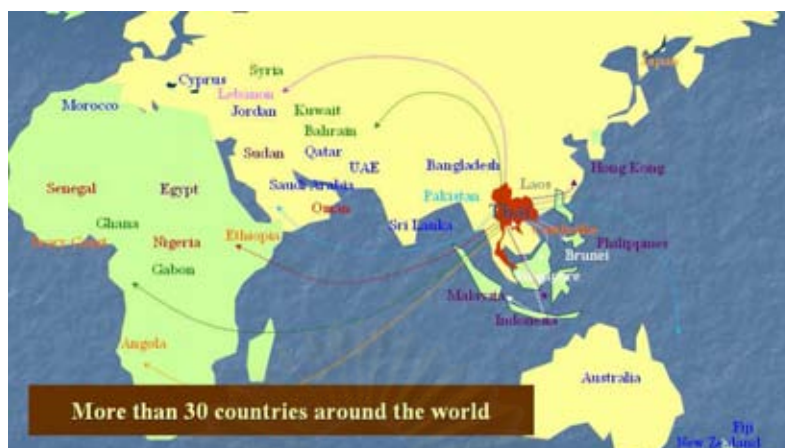 Japan
Syria
Cyprus
Lebanon
Morocco
Jordan
Kuwait
Bahrain
Sudan
Qatar
UAE
Bangladesh
Hong Kong
Laos
Senegal
Egypt
Saudi Arabia
Pakistan
Oman
Ghana
Sri Lanka
Ivory Coast
Nigeria
Ethiopia
Philippines
Gabon
Brunei
Malaysia
Indonesia
Angola
Australia
More than 30 countries around the world
Fiji
New Zealand